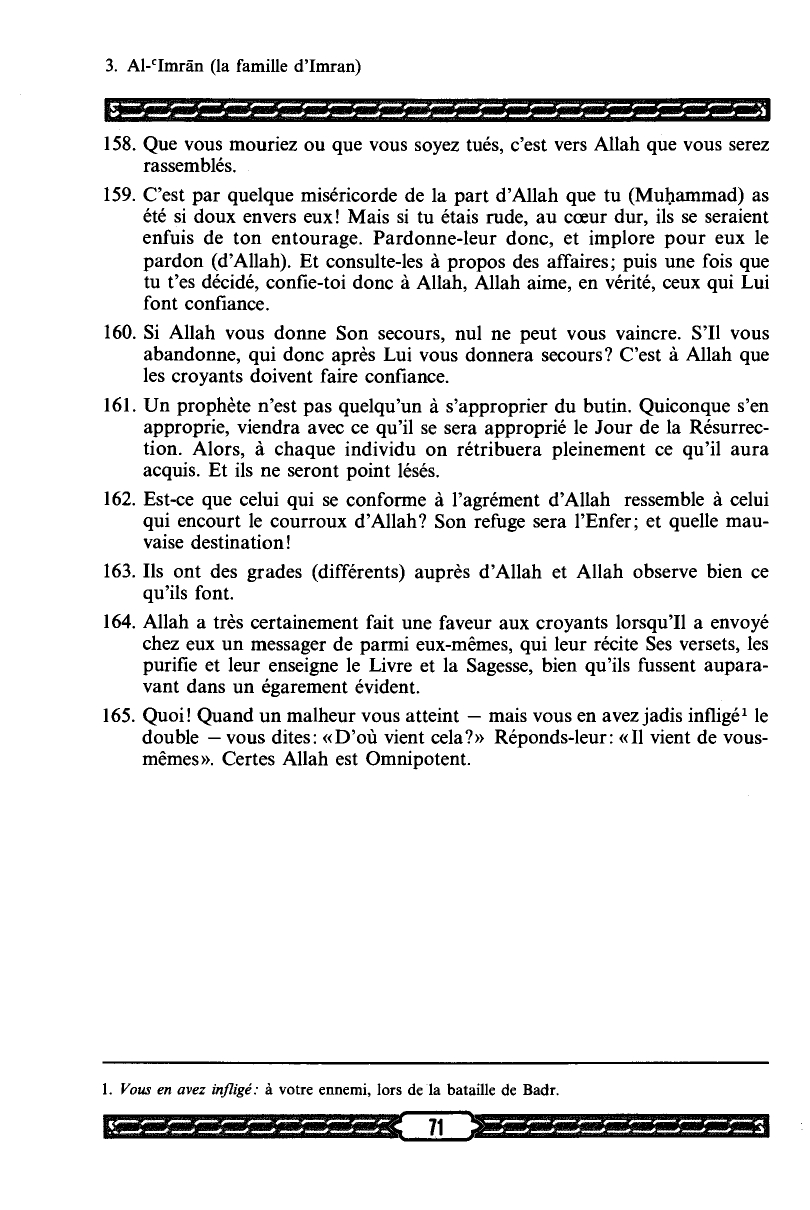 3. Al-ʿImrān (la famille d'Imran)
158. Que vous mouriez ou que vous soyez tués, c'est vers Allah que vous serez
rassemblés.
159. C'est par quelque miséricorde de la part d'Allah que tu (Muḥammad) as
été si doux envers eux! Mais si tu étais rude, au cœur dur, ils se seraient
enfuis de ton entourage. Pardonne-leur donc, et implore pour eux le
pardon (d'Allah). Et consulte-les à propos des affaires; puis une fois que
tu t'es décidé, confie-toi donc à Allah, Allah aime, en vérité, ceux qui Lui
font confiance.
160. Si Allah vous donne Son secours, nul ne peut vous vaincre. S'Il vous
abandonne, qui donc après Lui vous donnera secours? C'est à Allah que
les croyants doivent faire confiance.
161. Un prophète n'est pas quelqu'un à s'approprier du butin. Quiconque s'en
approprie, viendra avec ce qu'il se sera approprié le Jour de la Résurrec-
tion. Alors, à chaque individu on rétribuera pleinement ce qu'il aura
acquis. Et ils ne seront point lésés.
162. Est-ce que celui qui se conforme à l'agrément d'Allah ressemble à celui
qui encourt le courroux d'Allah? Son refuge sera l'Enfer; et quelle mau-
vaise destination!
163. Ils ont des grades (différents) auprès d'Allah et Allah observe bien ce
qu'ils font.
164. Allah a très certainement fait une faveur aux croyants lorsqu'Il a envoyé
chez eux un messager de parmi eux-mêmes, qui leur récite Ses versets, les
purifie et leur enseigne le Livre et la Sagesse, bien qu'ils fussent aupara-
vant dans un égarement évident.
165. Quoi! Quand un malheur vous atteint — mais vous en avez jadis infligé¹ le
double — vous dites: «D'où vient cela?» Réponds-leur: «Il vient de vous-
mêmes». Certes Allah est Omnipotent.
1. Vous en avez infligé: à votre ennemi, lors de la bataille de Badr.
71